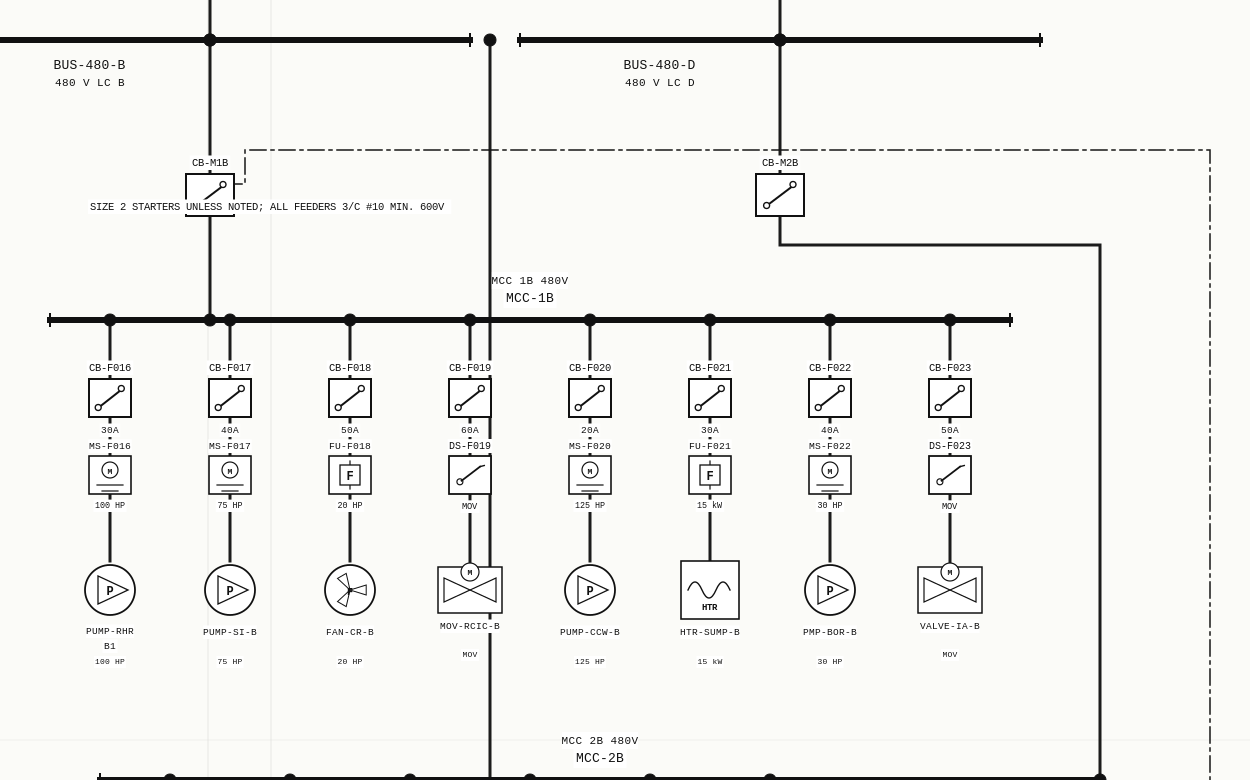 BUS-480-B
480 V LC B
BUS-480-D
480 V LC D
CB-M1B
CB-M2B
SIZE 2 STARTERS UNLESS NOTED; ALL FEEDERS 3/C #10 MIN. 600V
MCC 1B 480V
MCC-1B
CB-F016 CB-F017 CB-F018 CB-F019 CB-F020 CB-F021 CB-F022 CB-F023
30A 40A 50A 60A 20A 30A 40A 50A
MS-F016 MS-F017 FU-F018 DS-F019 MS-F020 FU-F021 MS-F022 DS-F023
M M F M F M
100 HP 75 HP 20 HP MOV 125 HP 15 kW 30 HP MOV
M M
P P P P
HTR
PUMP-RHR
B1
PUMP-SI-B FAN-CR-B MOV-RCIC-B PUMP-CCW-B HTR-SUMP-B PMP-BOR-B VALVE-IA-B
100 HP 75 HP 20 HP MOV 125 HP 15 kW 30 HP MOV
MCC 2B 480V
MCC-2B